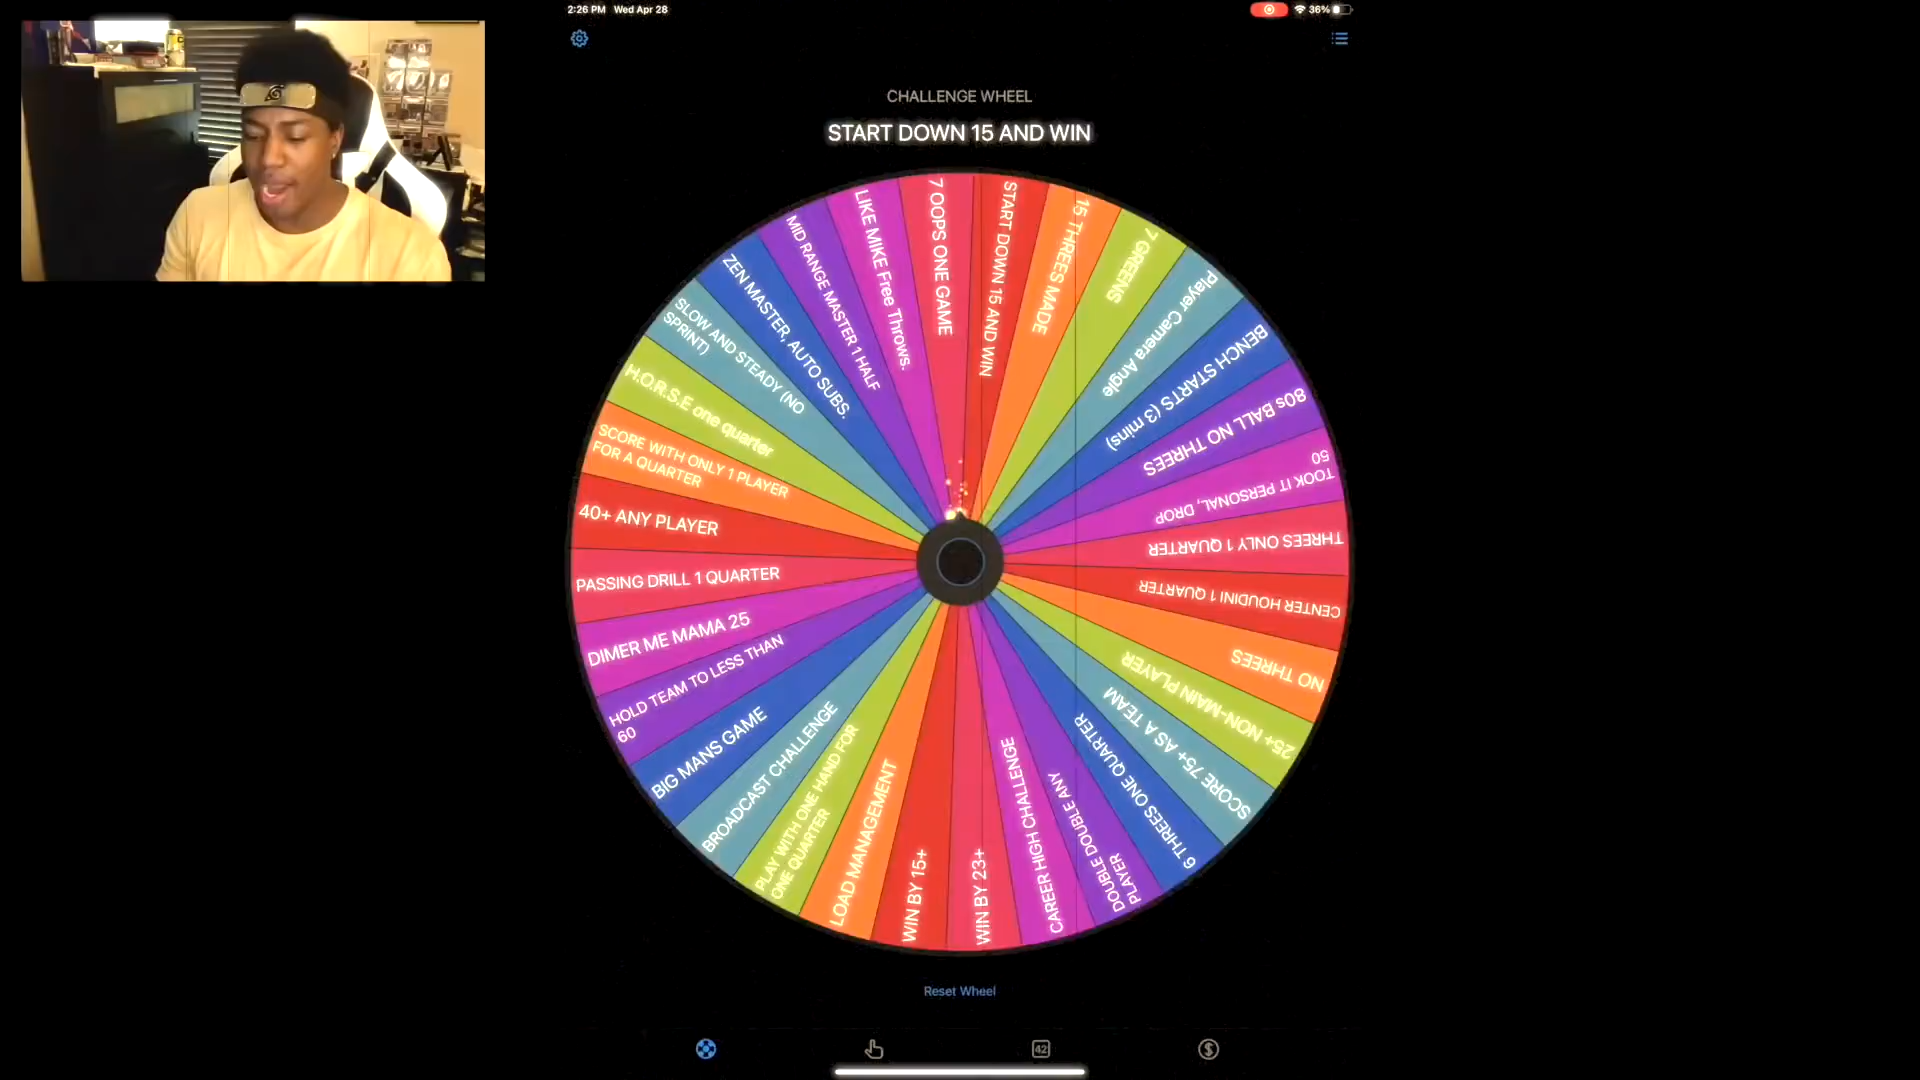 2:26 PM Wed Apr 28
36%
CHALLENGE WHEEL
START DOWN 15 AND WIN
7 OOPS ONE GAME
START DOWN 15 AND WIN
15 THREES MADE
7 GREENS
Player Camera Angle
BENCH STARTS (3 mins)
80s BALL NO THREES
TOOK IT PERSONAL, DROP
50
THREES ONLY 1 QUARTER
CENTER HOUDINI 1 QUARTER
NO THREES
25+ NON-MAIN PLAYER
SCORE 75+ AS A TEAM
6 THREES ONE QUARTER
DOUBLE DOUBLE ANY
PLAYER
CAREER HIGH CHALLENGE
WIN BY 23+
WIN BY 15+
LOAD MANAGEMENT
PLAY WITH ONE HAND FOR
ONE QUARTER
BROADCAST CHALLENGE
BIG MANS GAME
HOLD TEAM TO LESS THAN
60
DIMER ME MAMA 25
PASSING DRILL 1 QUARTER
40+ ANY PLAYER
SCORE WITH ONLY 1 PLAYER
FOR A QUARTER
H.O.R.S.E one quarter
SLOW AND STEADY (NO
SPRINT)
ZEN MASTER, AUTO SUBS.
MID RANGE MASTER 1 HALF
LIKE MIKE Free Throws.
Reset Wheel
42